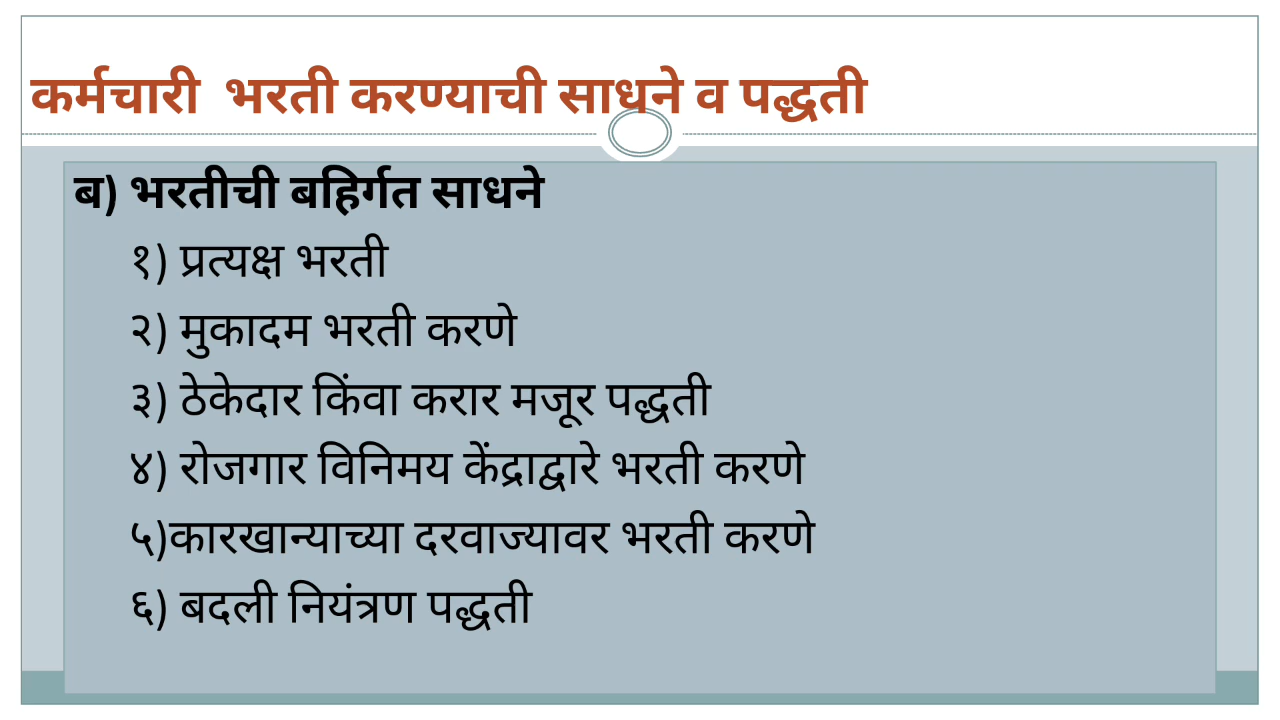 कर्मचारी  भरती करण्याची साधने व पद्धती
ब) भरतीची बहिर्गत साधने
१) प्रत्यक्ष भरती
२) मुकादम भरती करणे
३) ठेकेदार किंवा करार मजूर पद्धती
४) रोजगार विनिमय केंद्राद्वारे भरती करणे
५)कारखान्याच्या दरवाज्यावर भरती करणे
६) बदली नियंत्रण पद्धती